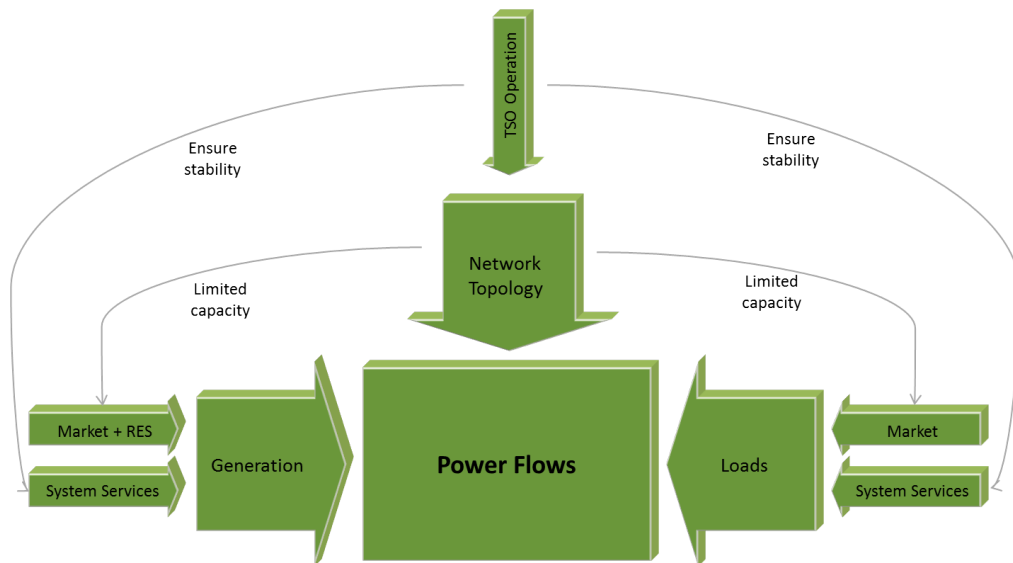 TSO Operation
Ensure
stability
Ensure
stability
Network
Topology
Limited
capacity
Limited
capacity
Market + RES
System Services
Generation
Power Flows
Loads
Market
System Services